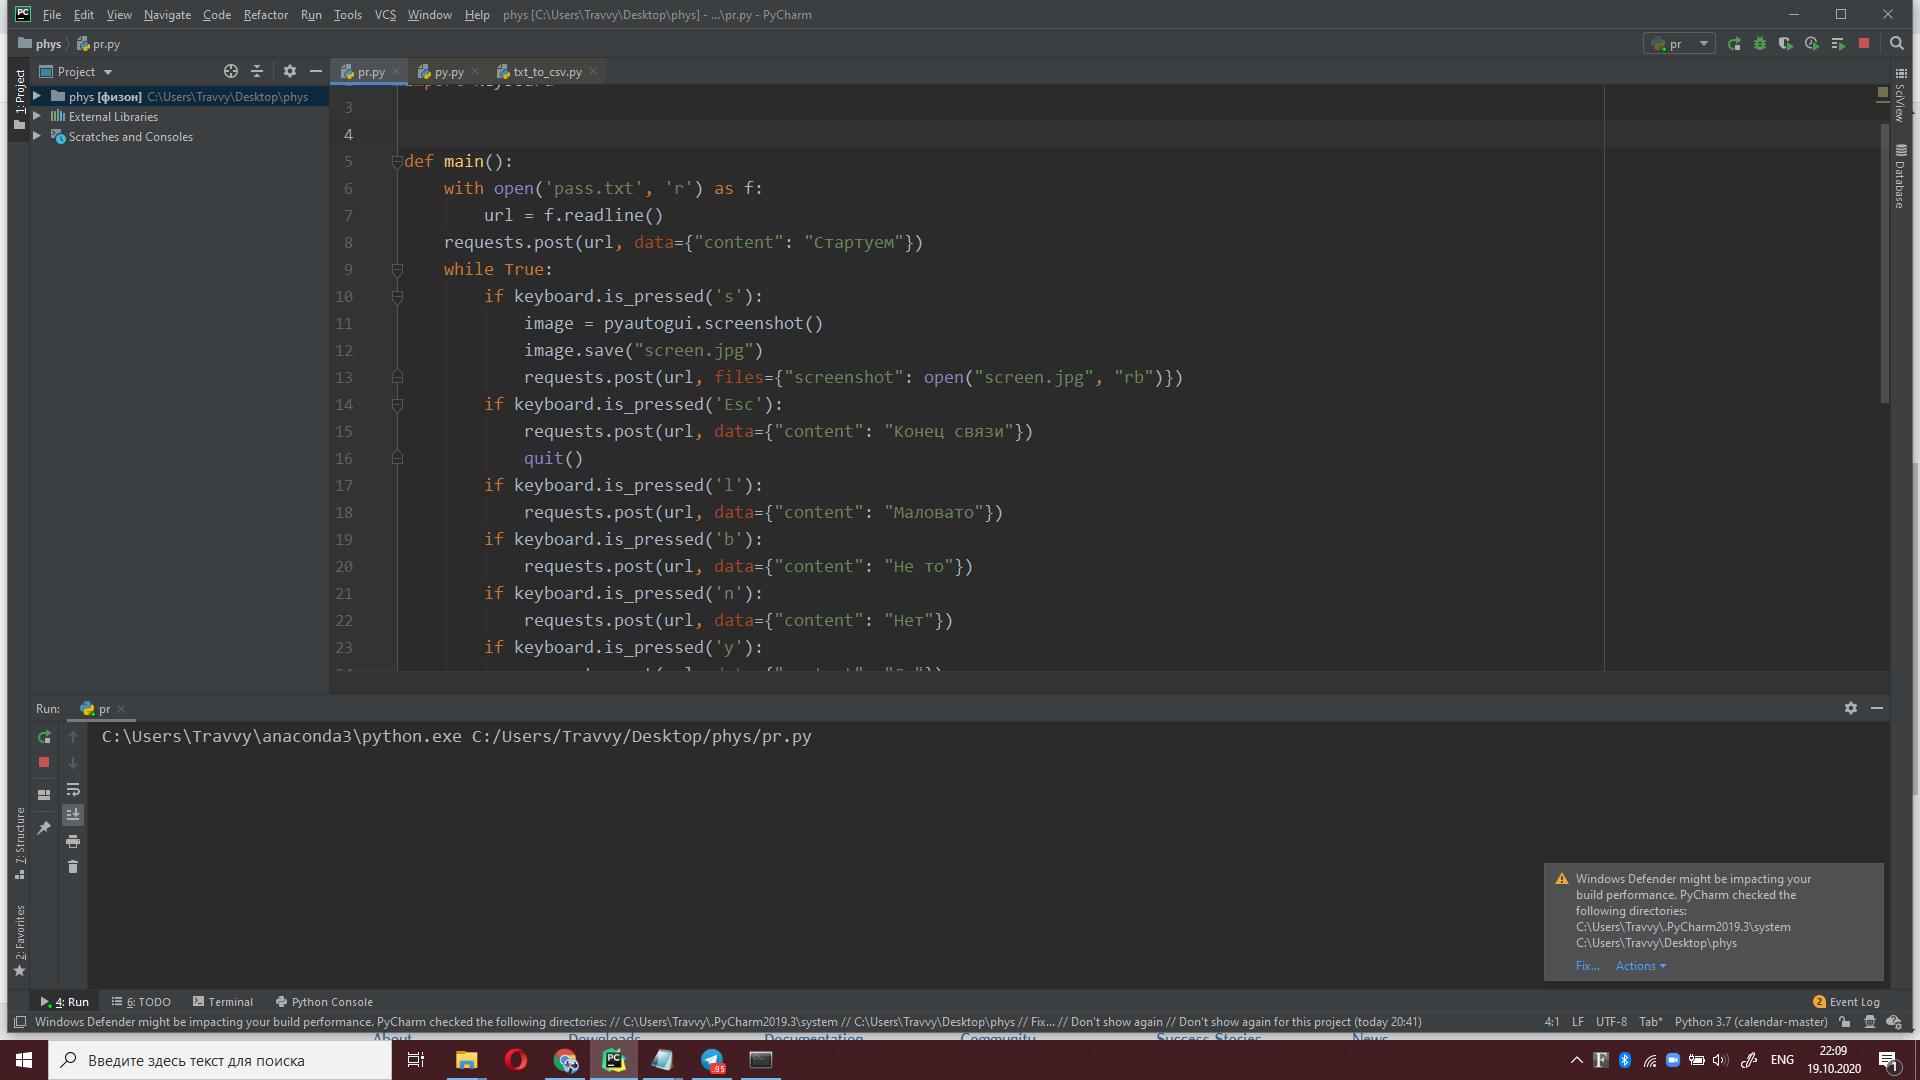 File Edit View Navigate Code Refactor Run Tools VCS Window Help phys [C:\Users\Travvy\Desktop\phys] - ...\pr.py - PyCharm
phys pr.py pr
Project pr.py py.py txt_to_csv.py
1: Project
phys [физон] C:\Users\Travvy\Desktop\phys
External Libraries
Scratches and Consoles
SciView
Database
3
4
5 def main():
6 with open('pass.txt', 'r') as f:
7 url = f.readline()
8 requests.post(url, data={"content": "Стартуем"})
9 while True:
10 if keyboard.is_pressed('s'):
11 image = pyautogui.screenshot()
12 image.save("screen.jpg")
13 requests.post(url, files={"screenshot": open("screen.jpg", "rb")})
14 if keyboard.is_pressed('Esc'):
15 requests.post(url, data={"content": "Конец связи"})
16 quit()
17 if keyboard.is_pressed('l'):
18 requests.post(url, data={"content": "Маловато"})
19 if keyboard.is_pressed('b'):
20 requests.post(url, data={"content": "Не то"})
21 if keyboard.is_pressed('n'):
22 requests.post(url, data={"content": "Нет"})
23 if keyboard.is_pressed('y'):
Run: pr
C:\Users\Travvy\anaconda3\python.exe C:/Users/Travvy/Desktop/phys/pr.py
7: Structure
2: Favorites
Windows Defender might be impacting your
build performance. PyCharm checked the
following directories:
C:\Users\Travvy\.PyCharm2019.3\system
C:\Users\Travvy\Desktop\phys
Fix... Actions
4: Run 6: TODO Terminal Python Console 2 Event Log
Windows Defender might be impacting your build performance. PyCharm checked the following directories: // C:\Users\Travvy\.PyCharm2019.3\system // C:\Users\Travvy\Desktop\phys // Fix... // Don't show again // Don't show again for this project (today 20:41) 4:1 LF UTF-8 Tab* Python 3.7 (calendar-master)
About Downloads Documentation Community Success Stories News
Введите здесь текст для поиска PC 95 ENG 22:09
19.10.2020 1